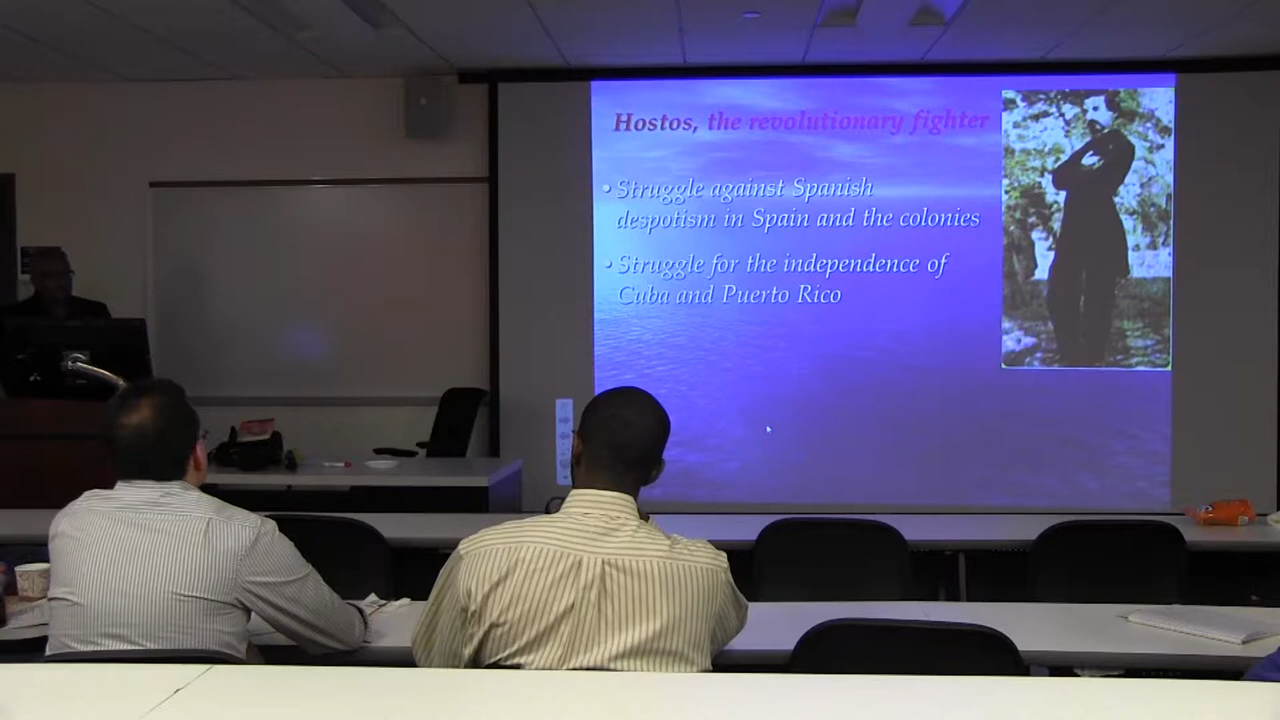 Hostos, the revolutionary fighter
• Struggle against Spanish
despotism in Spain and the colonies
• Struggle for the independence of
Cuba and Puerto Rico